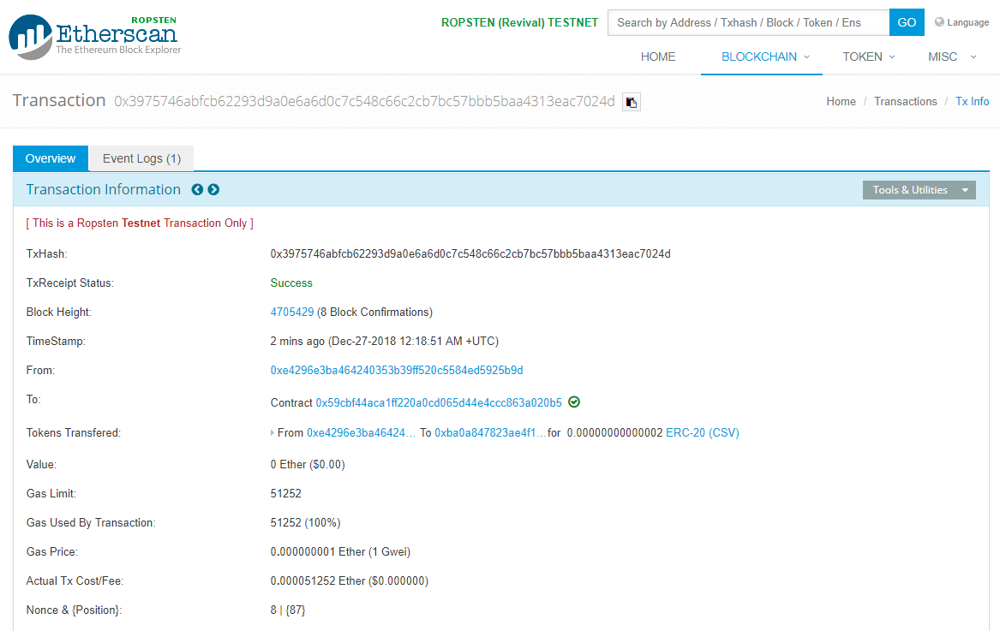 ROPSTEN
Etherscan
The Ethereum Block Explorer
ROPSTEN (Revival) TESTNET
Search by Address / Txhash / Block / Token / Ens
GO
Language
HOME
BLOCKCHAIN
TOKEN
MISC
Transaction 0x3975746abfcb62293d9a0e6a6d0c7c548c66c2cb7bc57bbb5baa4313eac7024d
Home / Transactions / Tx Info
Overview
Event Logs (1)
Transaction Information
Tools & Utilities
[ This is a Ropsten Testnet Transaction Only ]
TxHash: 0x3975746abfcb62293d9a0e6a6d0c7c548c66c2cb7bc57bbb5baa4313eac7024d
TxReceipt Status: Success
Block Height: 4705429 (8 Block Confirmations)
TimeStamp: 2 mins ago (Dec-27-2018 12:18:51 AM +UTC)
From: 0xe4296e3ba464240353b39ff520c5584ed5925b9d
To: Contract 0x59cbf44aca1ff220a0cd065d44e4ccc863a020b5
Tokens Transfered: From 0xe4296e3ba46424... To 0xba0a847823ae4f1... for 0.00000000000002 ERC-20 (CSV)
Value: 0 Ether ($0.00)
Gas Limit: 51252
Gas Used By Transaction: 51252 (100%)
Gas Price: 0.000000001 Ether (1 Gwei)
Actual Tx Cost/Fee: 0.000051252 Ether ($0.000000)
Nonce & {Position}: 8 | {87}